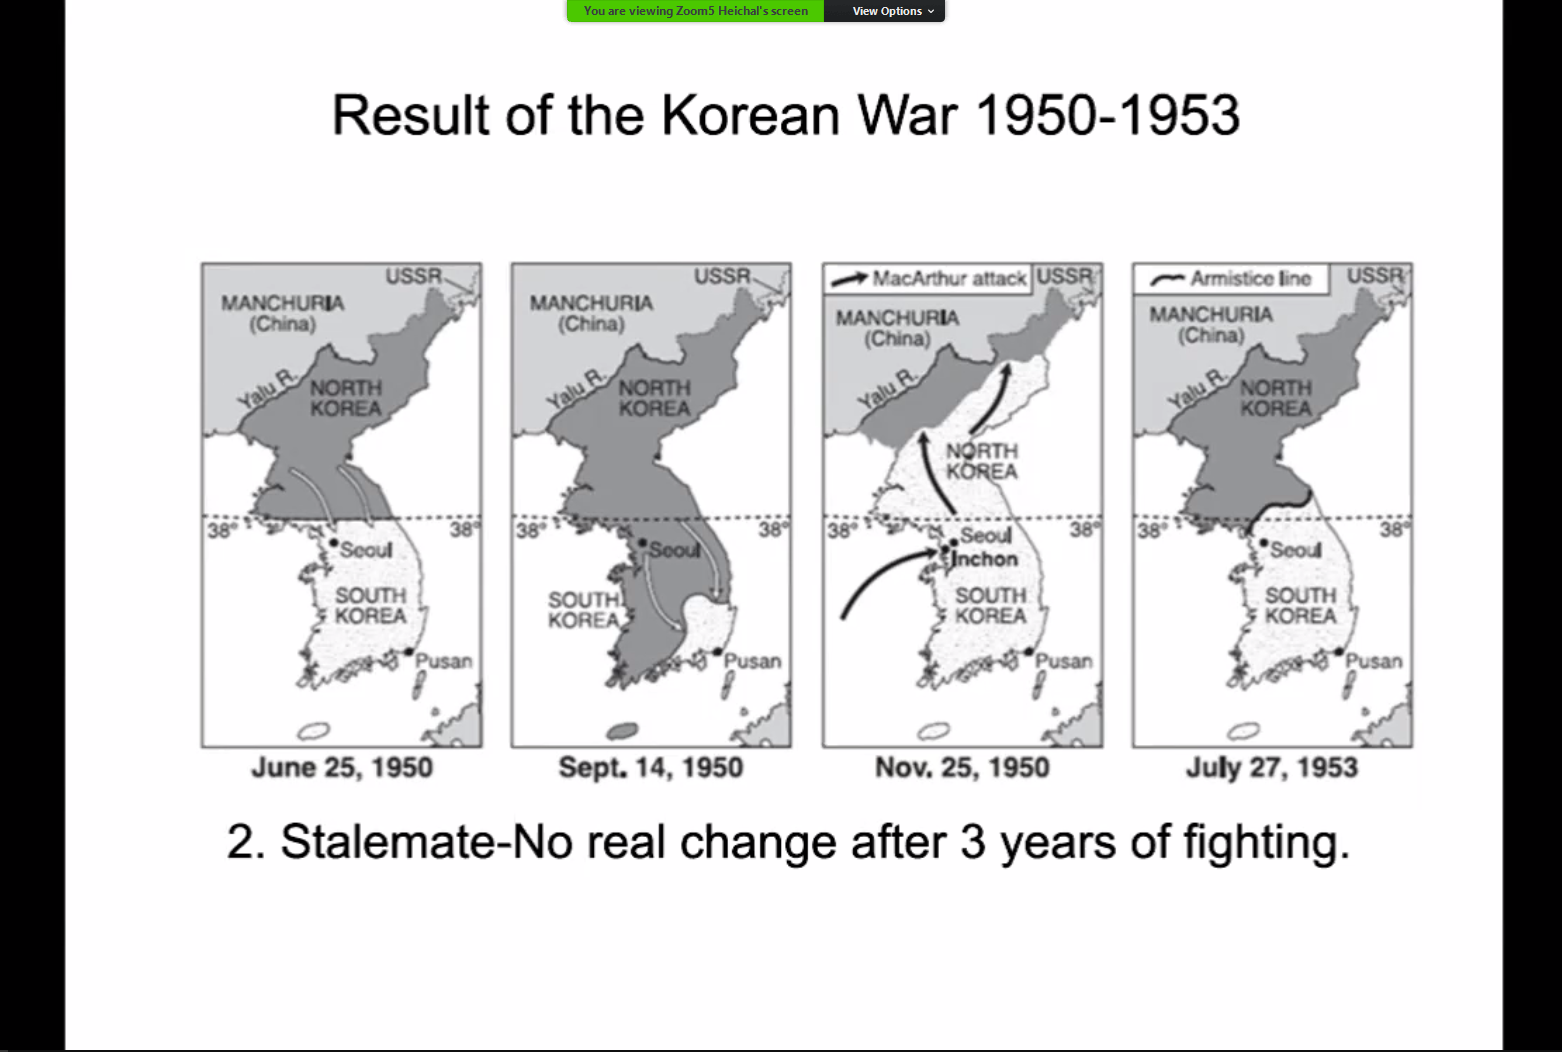 You are viewing Zoom5 Heichal's screen
View Options
Result of the Korean War 1950-1953
USSR
MANCHURIA
(China)
Yalu R.
NORTH
KOREA
38°
38°
Seoul
SOUTH
KOREA
Pusan
June 25, 1950
USSR
MANCHURIA
(China)
Yalu R.
NORTH
KOREA
38°
38°
Seoul
SOUTH
KOREA
Pusan
Sept. 14, 1950
MacArthur attack
USSR
MANCHURIA
(China)
Yalu R.
NORTH
KOREA
38°
38°
Seoul
Inchon
SOUTH
KOREA
Pusan
Nov. 25, 1950
Armistice line
USSR
MANCHURIA
(China)
Yalu R.
NORTH
KOREA
38°
38°
Seoul
SOUTH
KOREA
Pusan
July 27, 1953
2. Stalemate-No real change after 3 years of fighting.